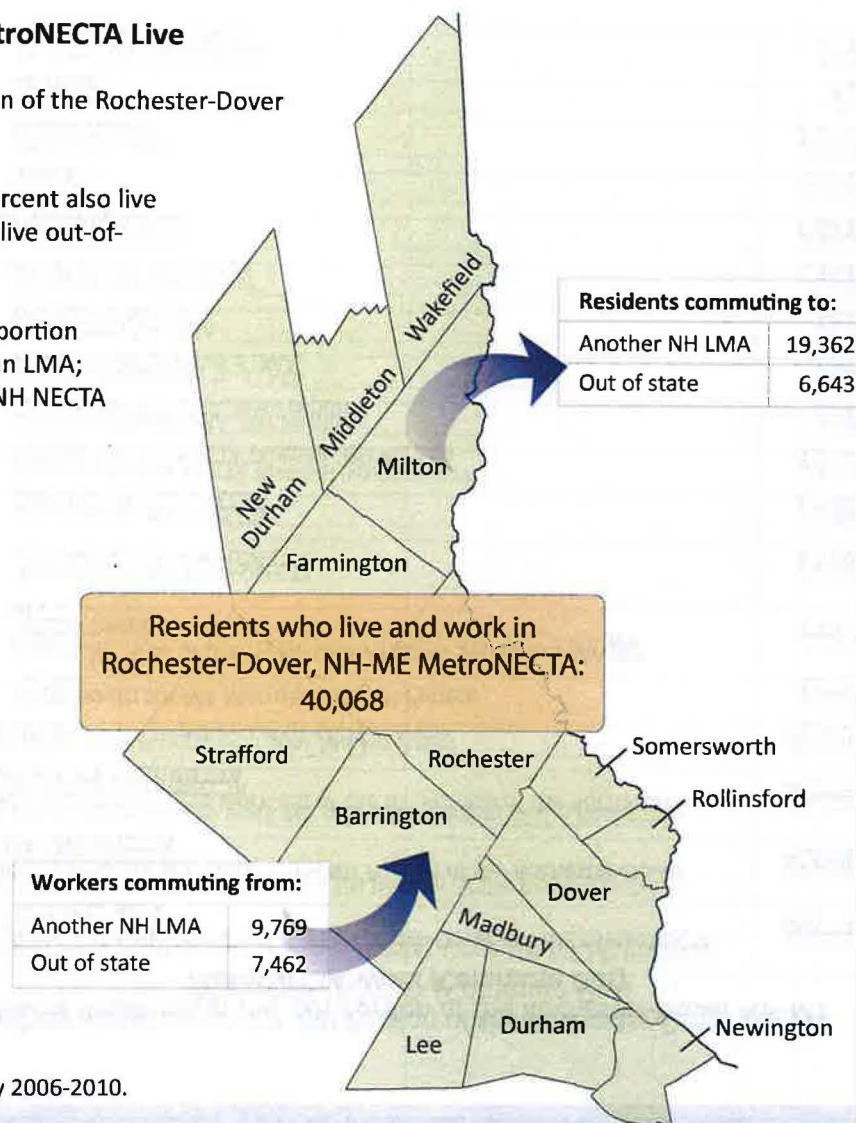 troNECTA Live
n of the Rochester-Dover
rcent also live
live out-of-
portion
n LMA;
NH NECTA
Wakefield
Middleton
Milton
New
Durham
Farmington
Residents commuting to:
Another NH LMA 19,362
Out of state 6,643
Residents who live and work in
Rochester-Dover, NH-ME MetroNECTA:
40,068
Strafford
Rochester
Somersworth
Rollinsford
Barrington
Dover
Madbury
Workers commuting from:
Another NH LMA 9,769
Out of state 7,462
Durham
Lee
Newington
y 2006-2010.